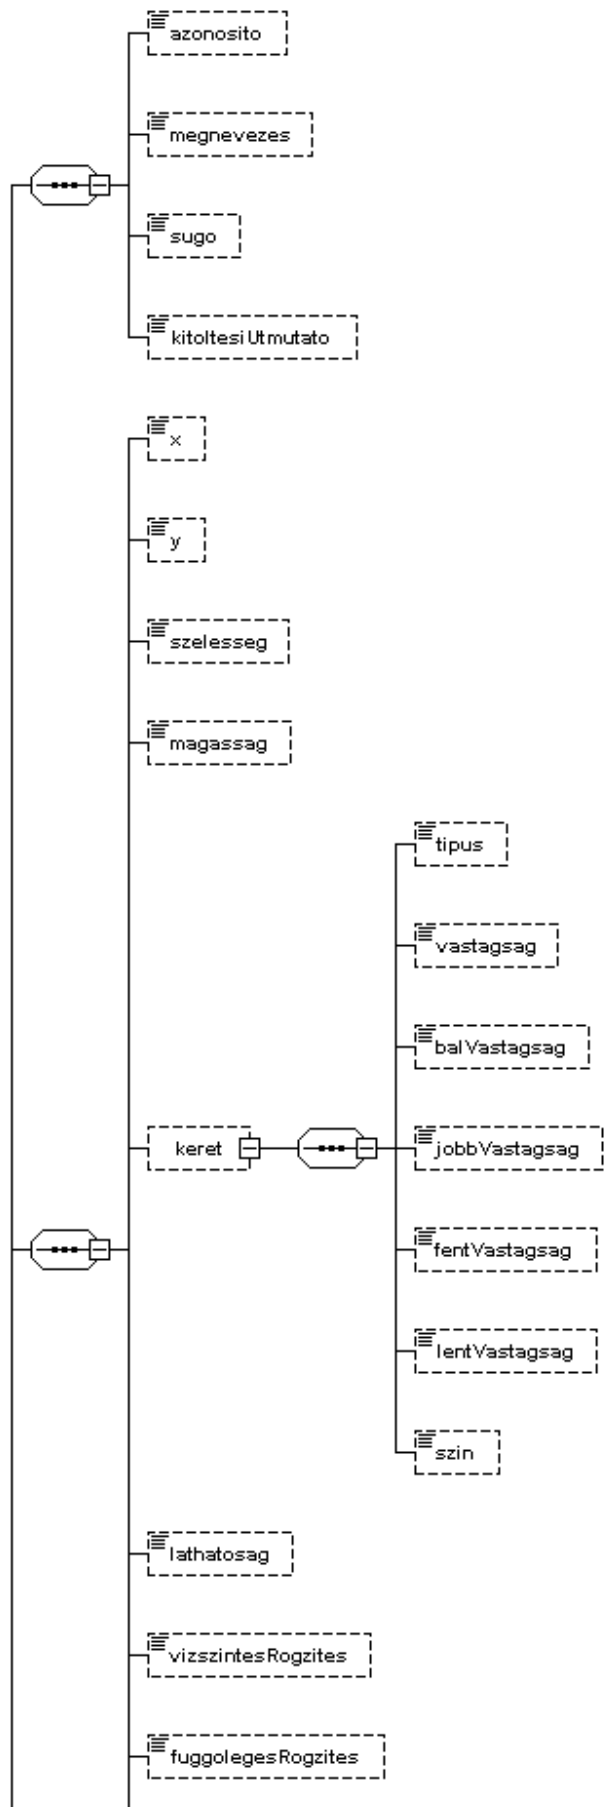 azonosito
megnevezes
sugo
kitoltesiUtmutato
x
y
szelesseg
magassag
tipus
vastagsag
balVastagsag
keret
jobbVastagsag
fentVastagsag
lentVastagsag
szin
lathatosag
vizszintesRogzites
fuggolegesRogzites